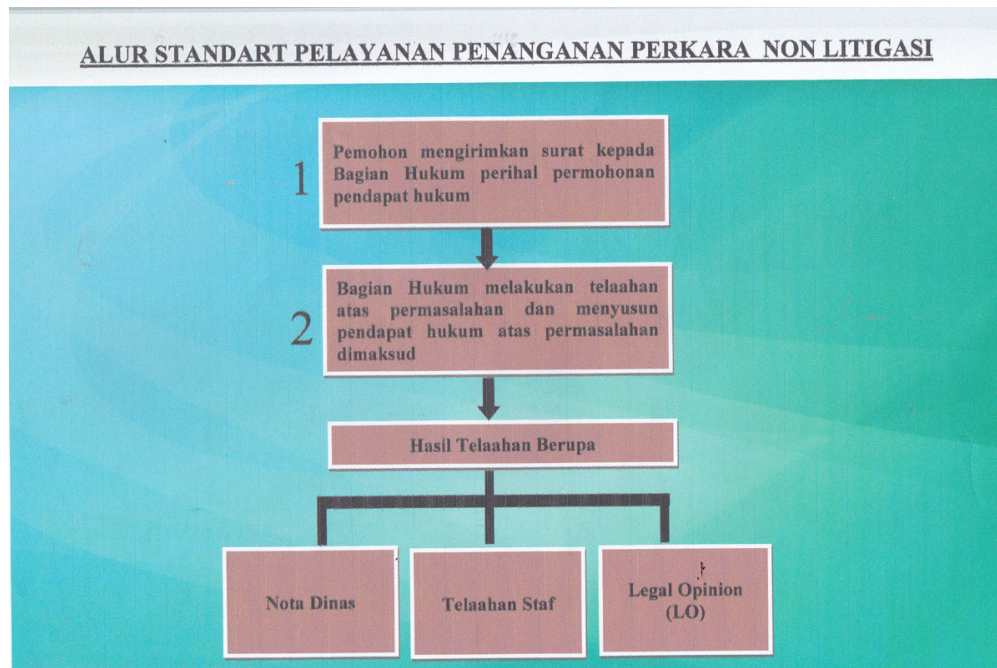 ALUR STANDART PELAYANAN PENANGANAN PERKARA NON LITIGASI
1
Pemohon mengirimkan surat kepada
Bagian Hukum perihal permohonan
pendapat hukum
2
Bagian Hukum melakukan telaahan
atas permasalahan dan menyusun
pendapat hukum atas permasalahan
dimaksud
Hasil Telaahan Berupa
Nota Dinas
Telaahan Staf
Legal Opinion
(LO)